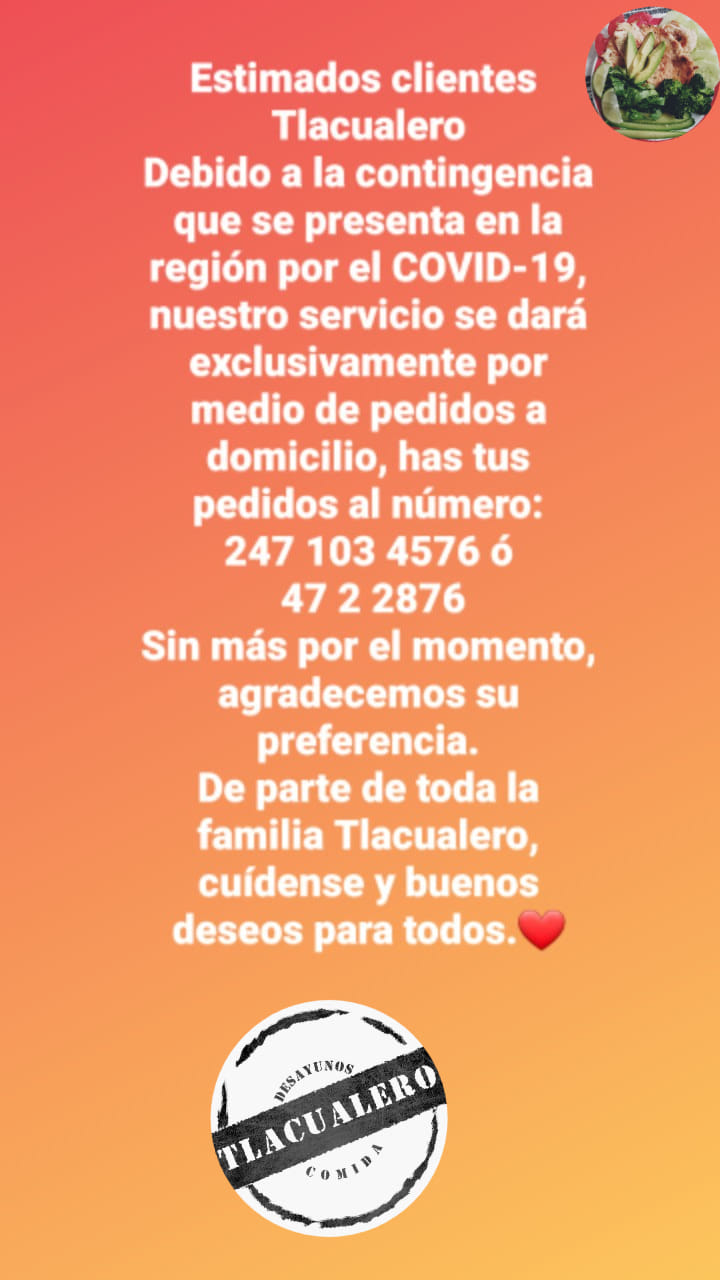 Estimados clientes
Tlacualero
Debido a la contingencia
que se presenta en la
región por el COVID-19,
nuestro servicio se dará
exclusivamente por
medio de pedidos a
domicilio, has tus
pedidos al número:
247 103 4576 ó
47 2 2876
Sin más por el momento,
agradecemos su
preferencia.
De parte de toda la
familia Tlacualero,
cuídense y buenos
deseos para todos.❤️
DESAYUNOS
TLACUALERO
COMIDA